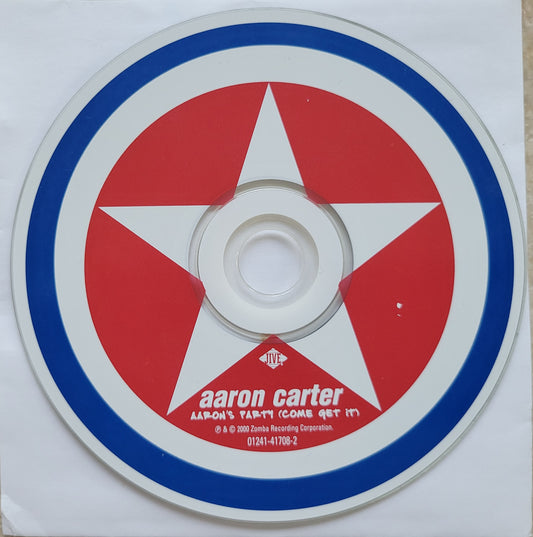 JIVE
aaron carter
AARON'S PARTY (COME GET IT)
℗ & © 2000 Zomba Recording Corporation.
01241-41708-2